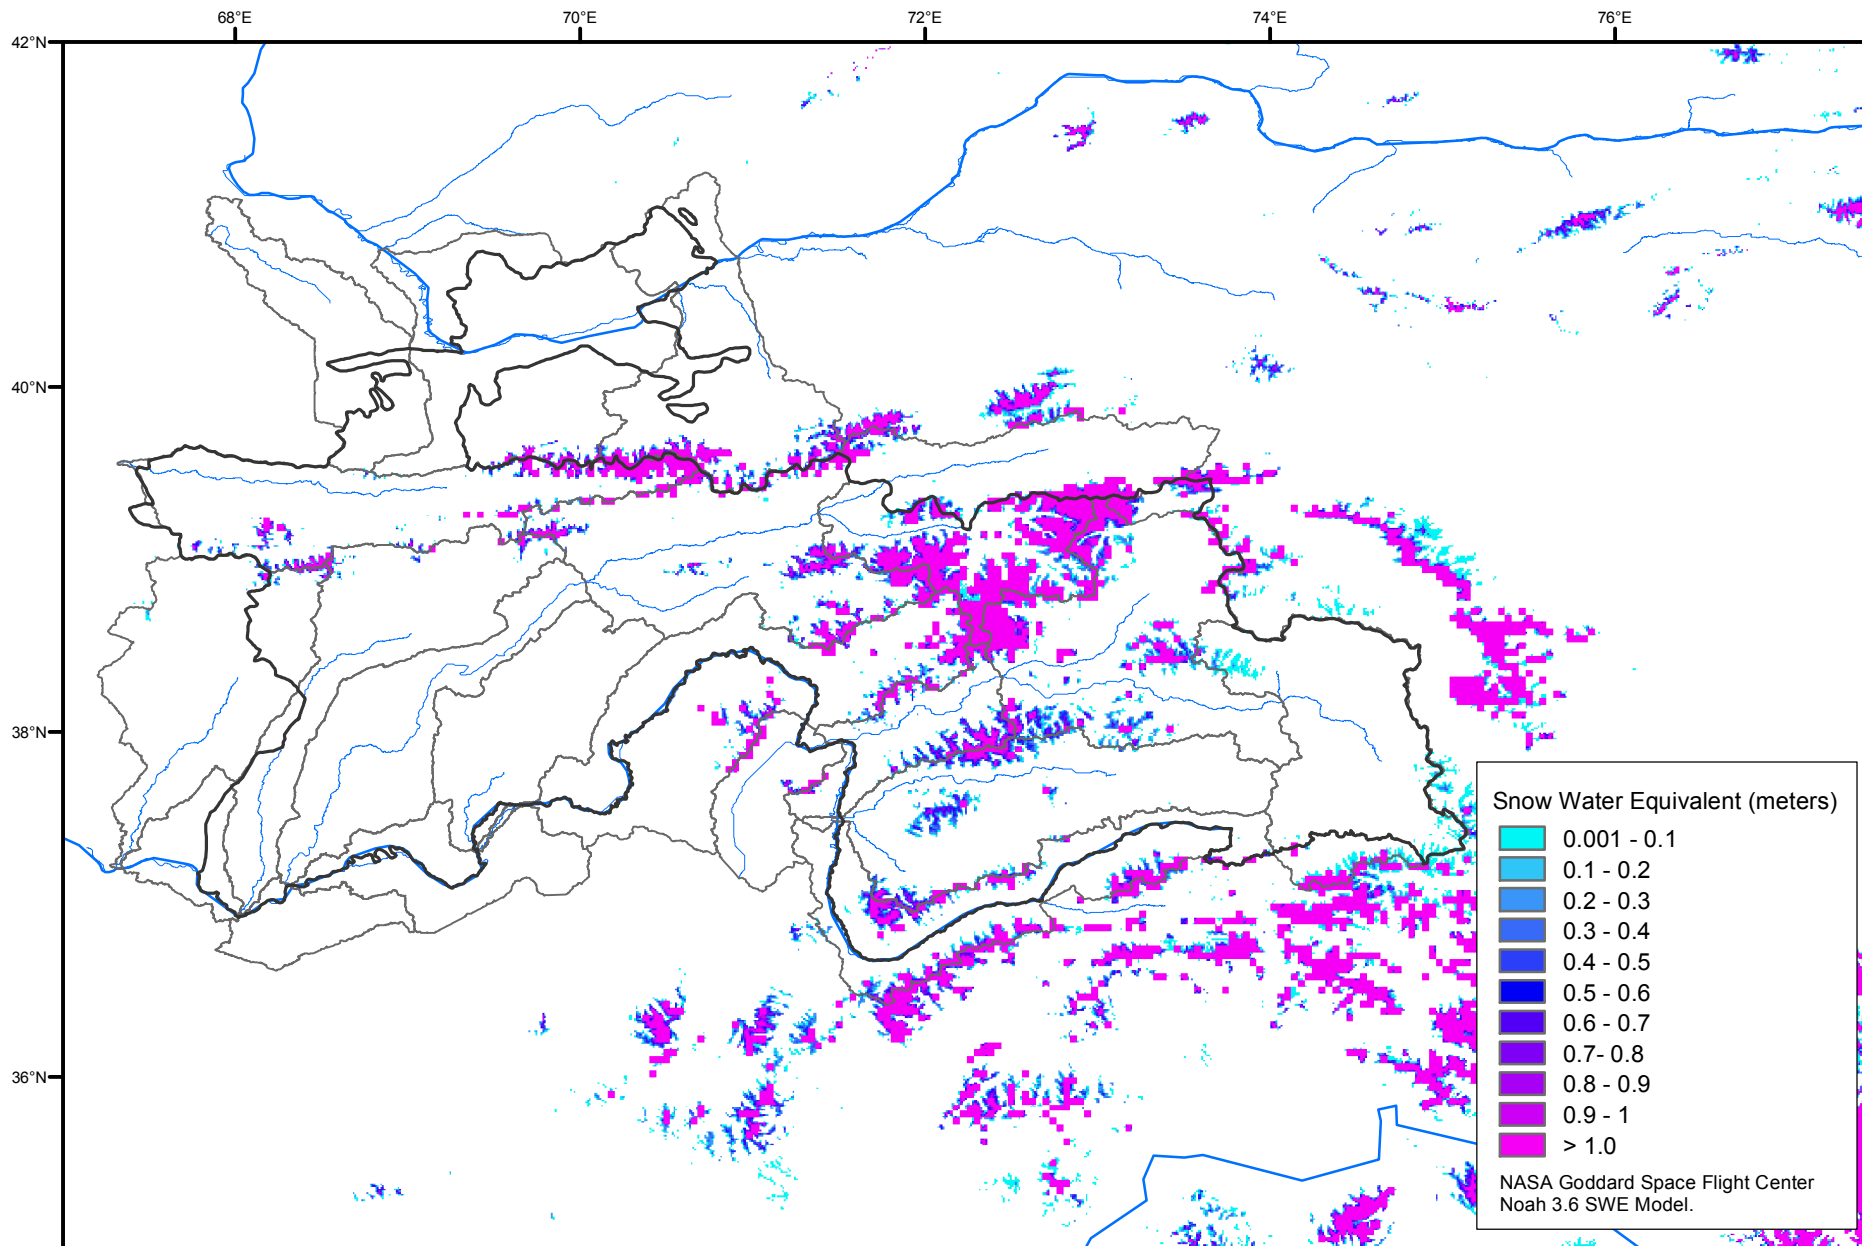 68°E 70°E 72°E 74°E 76°E
42°N
40°N
38°N
36°N
Snow Water Equivalent (meters)
0.001 - 0.1
0.1 - 0.2
0.2 - 0.3
0.3 - 0.4
0.4 - 0.5
0.5 - 0.6
0.6 - 0.7
0.7- 0.8
0.8 - 0.9
0.9 - 1
> 1.0
NASA Goddard Space Flight Center
Noah 3.6 SWE Model.